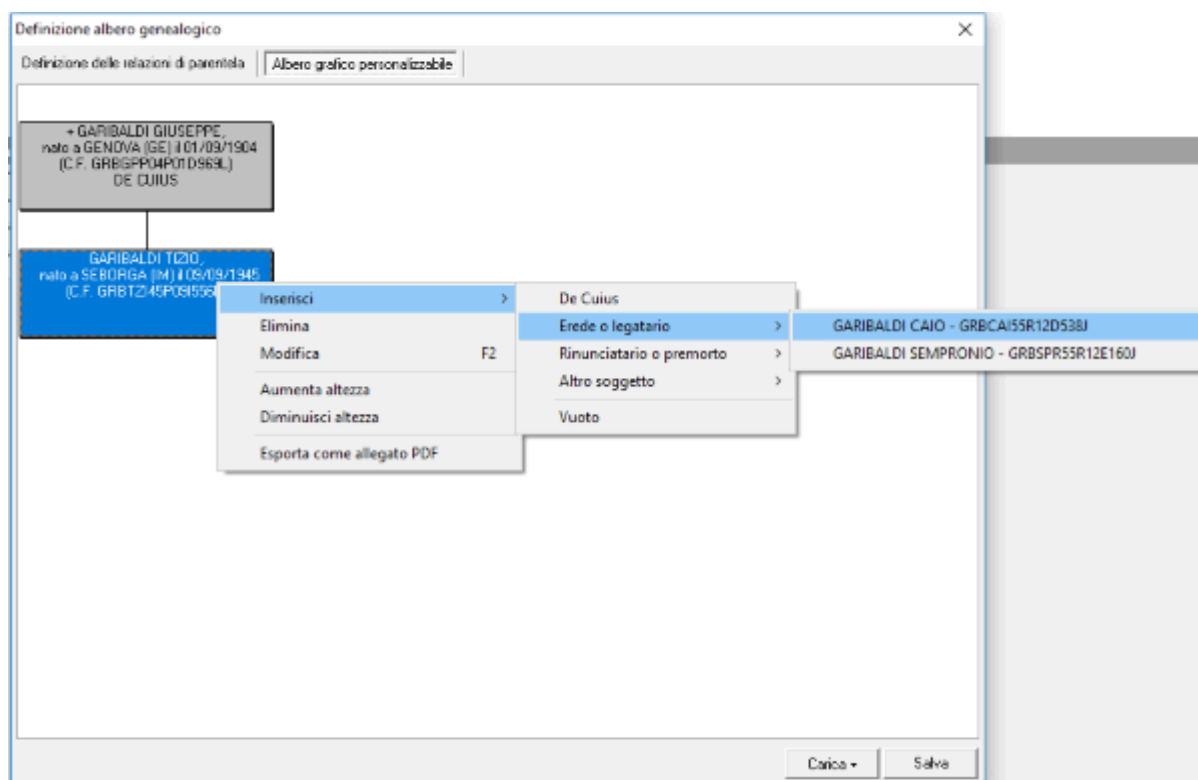 Definizione albero genealogico
Definizione delle relazioni di parentela
Albero grafico personalizzabile
+ GARIBALDI GIUSEPPE,
nato a GENOVA (GE) il 01/09/1904
(C.F. GRBGPP04P01D969L)
DE CUIUS
GARIBALDI TIZIO,
nato a SEBORGA (IM) il 09/09/1945
(C.F. GRBTZI45P09I556
Inserisci
Elimina
Modifica F2
Aumenta altezza
Diminuisci altezza
Esporta come allegato PDF
De Cuius
Erede o legatario
Rinunciatario o premorto
Altro soggetto
Vuoto
GARIBALDI CAIO - GRBCAI55R12D538J
GARIBALDI SEMPRONIO - GRBSPR55R12E160J
Carica
Salva